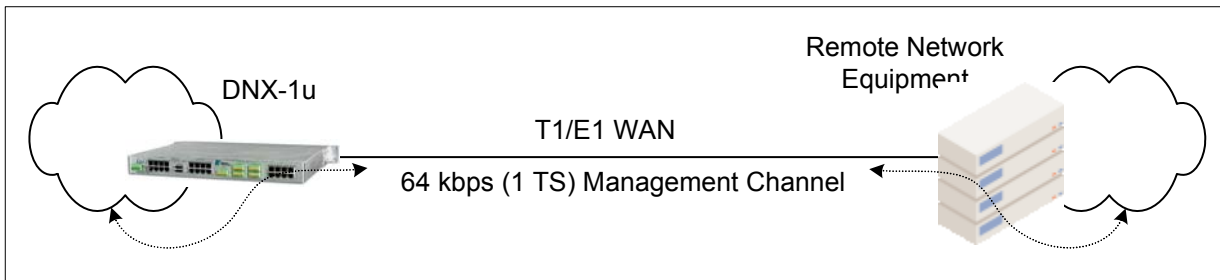 Remote Network
Equipment
DNX-1u
T1/E1 WAN
64 kbps (1 TS) Management Channel